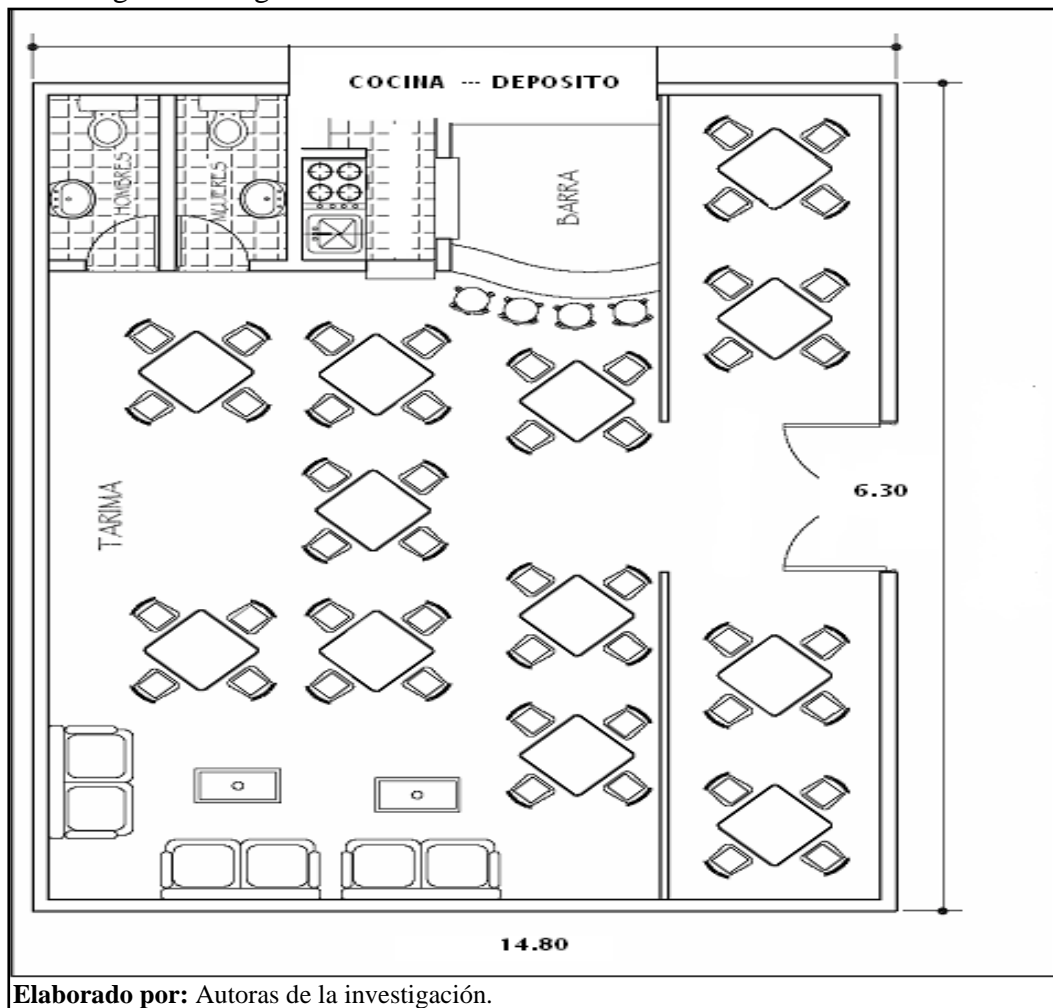 COCINA --- DEPOSITO
HOMBRES
MUJERES
BARRA
TARIMA
6.30
14.80
Elaborado por: Autoras de la investigación.